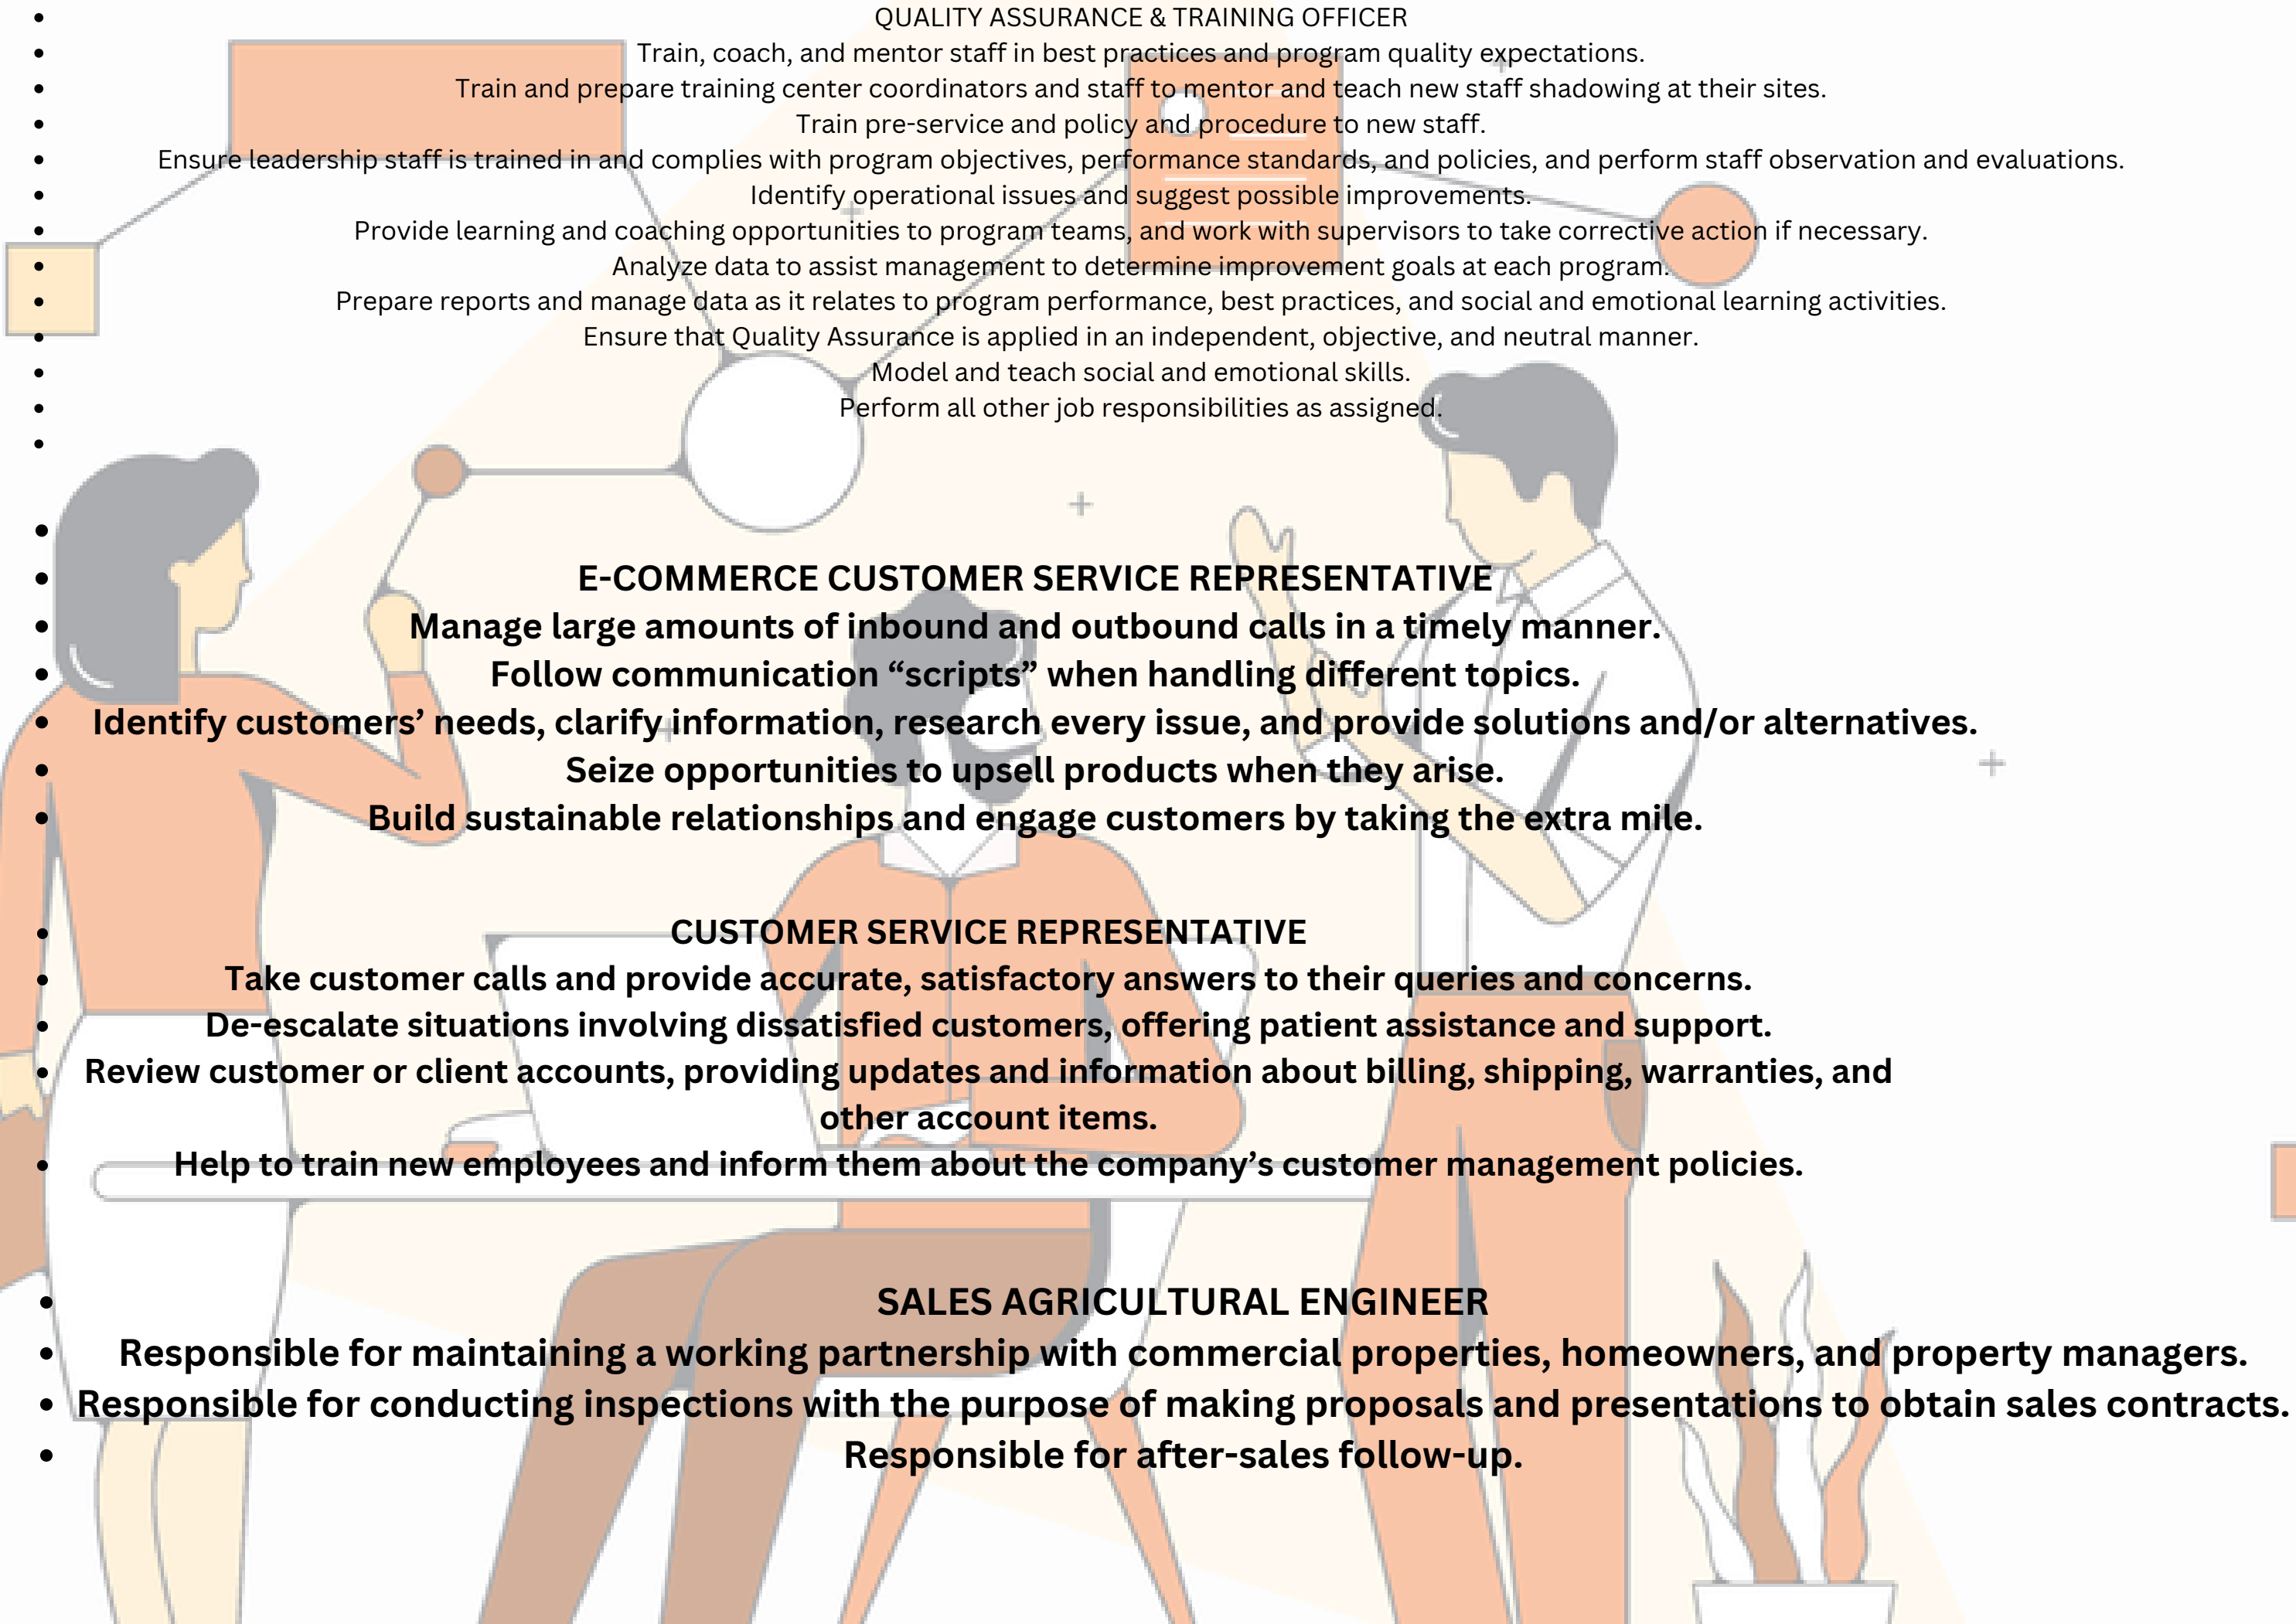 QUALITY ASSURANCE & TRAINING OFFICER
Train, coach, and mentor staff in best practices and program quality expectations.
Train and prepare training center coordinators and staff to mentor and teach new staff shadowing at their sites.
Train pre-service and policy and procedure to new staff.
Ensure leadership staff is trained in and complies with program objectives, performance standards, and policies, and perform staff observation and evaluations.
Identify operational issues and suggest possible improvements.
Provide learning and coaching opportunities to program teams, and work with supervisors to take corrective action if necessary.
Analyze data to assist management to determine improvement goals at each program.
Prepare reports and manage data as it relates to program performance, best practices, and social and emotional learning activities.
Ensure that Quality Assurance is applied in an independent, objective, and neutral manner.
Model and teach social and emotional skills.
Perform all other job responsibilities as assigned.
E-COMMERCE CUSTOMER SERVICE REPRESENTATIVE
Manage large amounts of inbound and outbound calls in a timely manner.
Follow communication “scripts” when handling different topics.
Identify customers’ needs, clarify information, research every issue, and provide solutions and/or alternatives.
Seize opportunities to upsell products when they arise.
Build sustainable relationships and engage customers by taking the extra mile.
CUSTOMER SERVICE REPRESENTATIVE
Take customer calls and provide accurate, satisfactory answers to their queries and concerns.
De-escalate situations involving dissatisfied customers, offering patient assistance and support.
Review customer or client accounts, providing updates and information about billing, shipping, warranties, and
other account items.
Help to train new employees and inform them about the company’s customer management policies.
SALES AGRICULTURAL ENGINEER
Responsible for maintaining a working partnership with commercial properties, homeowners, and property managers.
Responsible for conducting inspections with the purpose of making proposals and presentations to obtain sales contracts.
Responsible for after-sales follow-up.